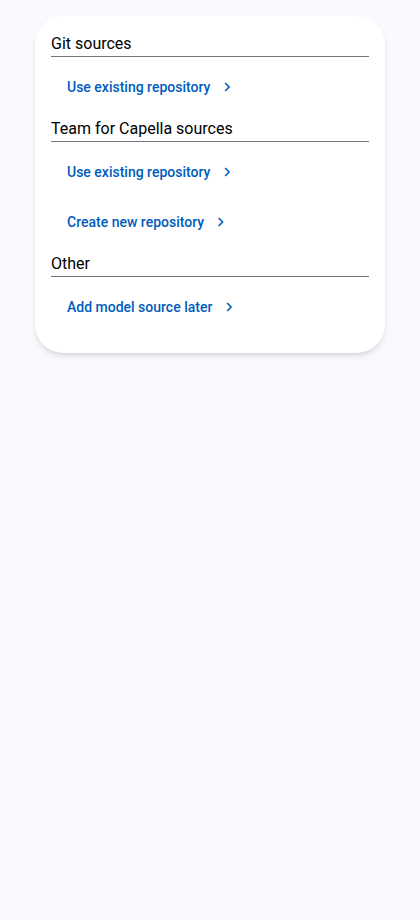 Git sources
Use existing repository
Team for Capella sources
Use existing repository
Create new repository
Other
Add model source later